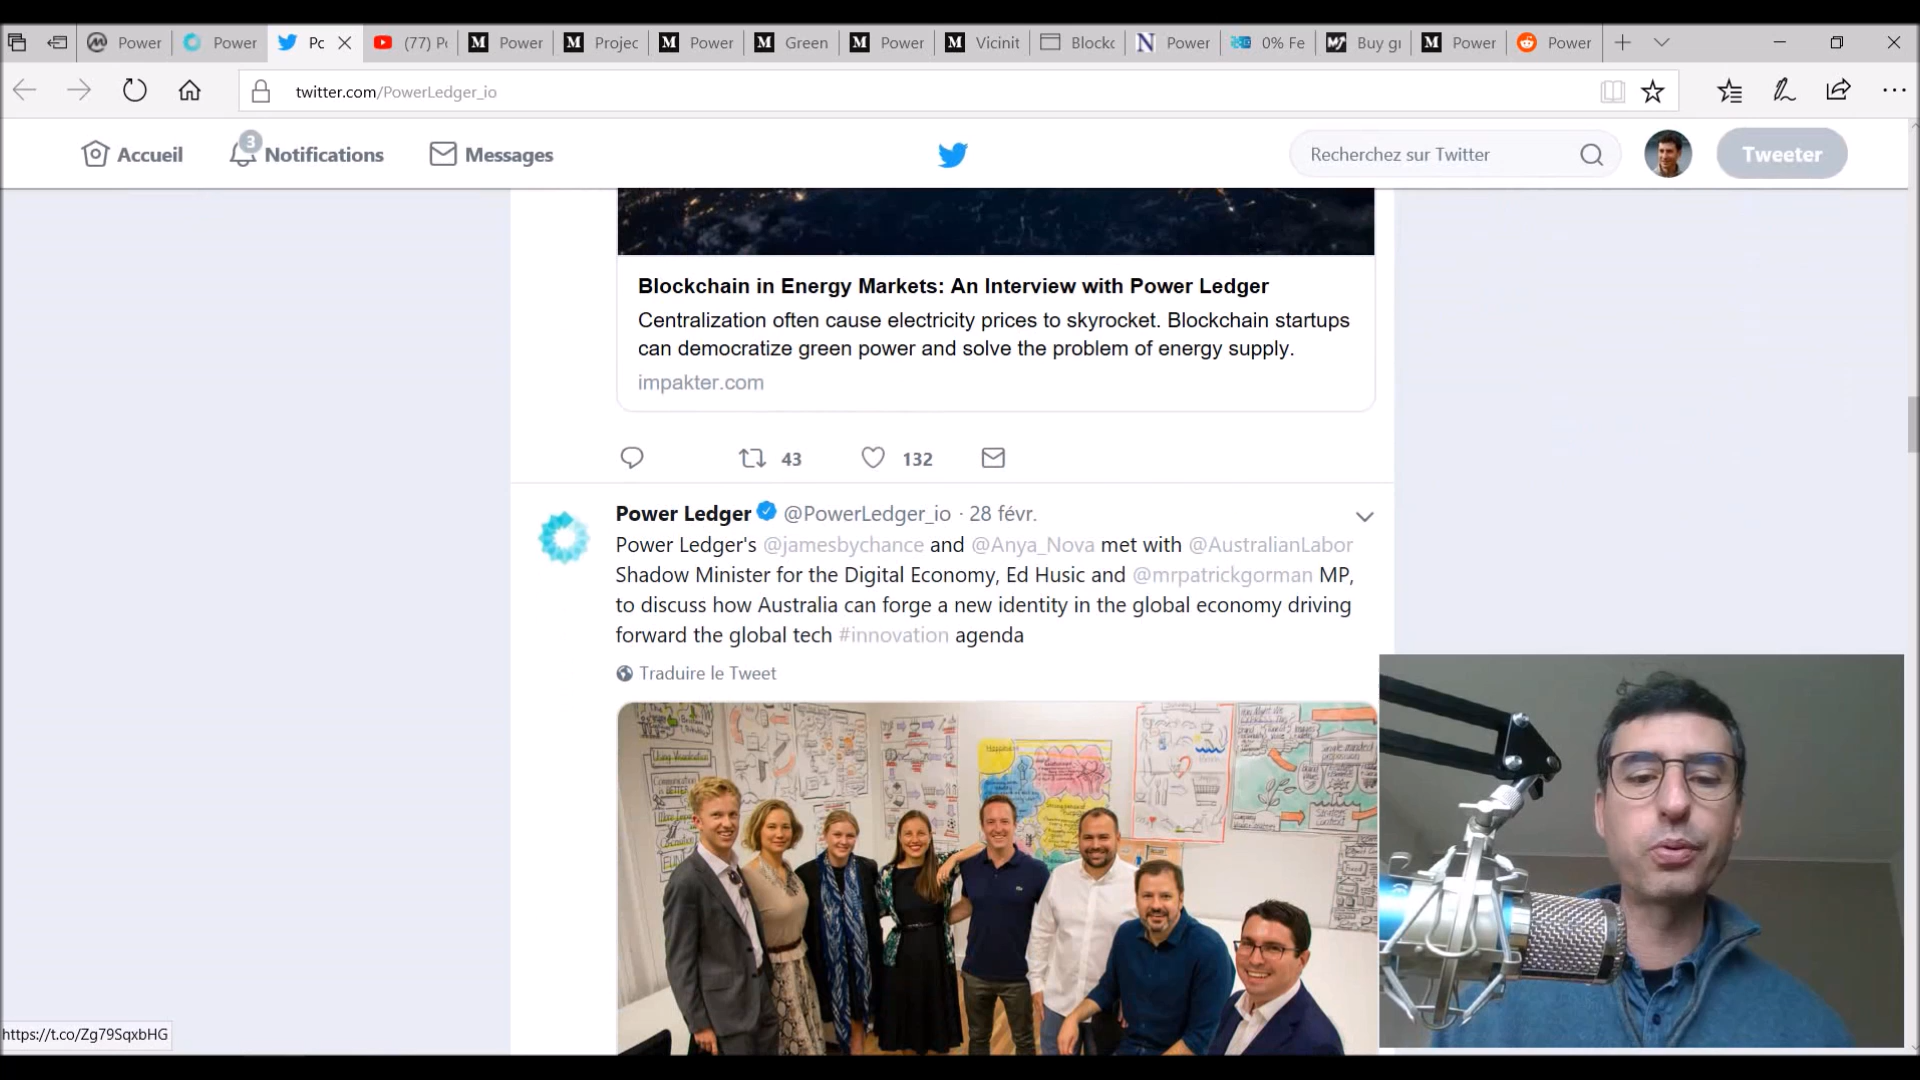 Power
Power
Pc
(77) P
Power
Projec
Power
Green
Power
Vicinit
Blockc
Power
0% Fe
Buy g
Power
Power
twitter.com/PowerLedger_io
Accueil
3
Notifications
Messages
Recherchez sur Twitter
Tweeter
Blockchain in Energy Markets: An Interview with Power Ledger
Centralization often cause electricity prices to skyrocket. Blockchain startups
can democratize green power and solve the problem of energy supply.
impakter.com
43
132
Power Ledger @PowerLedger_io · 28 févr.
Power Ledger's @jamesbychance and @Anya_Nova met with @AustralianLabor
Shadow Minister for the Digital Economy, Ed Husic and @mrpatrickgorman MP,
to discuss how Australia can forge a new identity in the global economy driving
forward the global tech #innovation agenda
Traduire le Tweet
https://t.co/Zg79SqxbHG